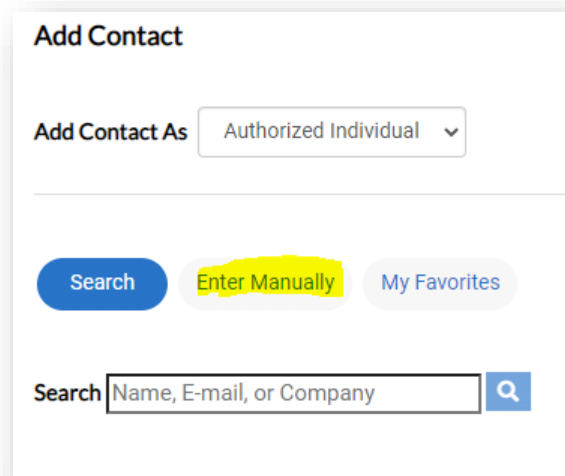 Add Contact
Add Contact As Authorized Individual
Search Enter Manually My Favorites
Search Name, E-mail, or Company